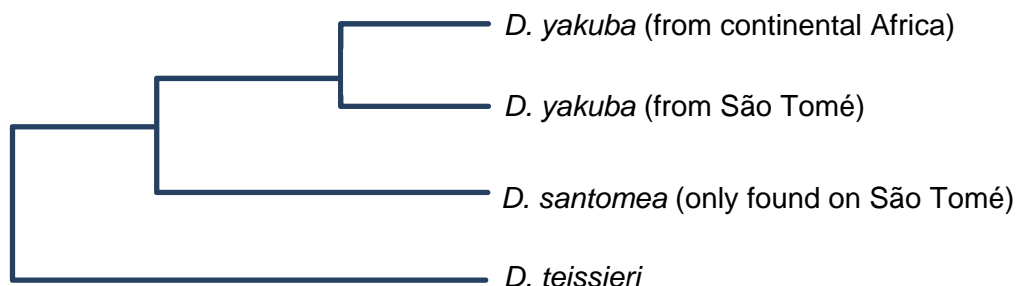 D. yakuba (from continental Africa)
D. yakuba (from São Tomé)
D. santomea (only found on São Tomé)
D. teissieri